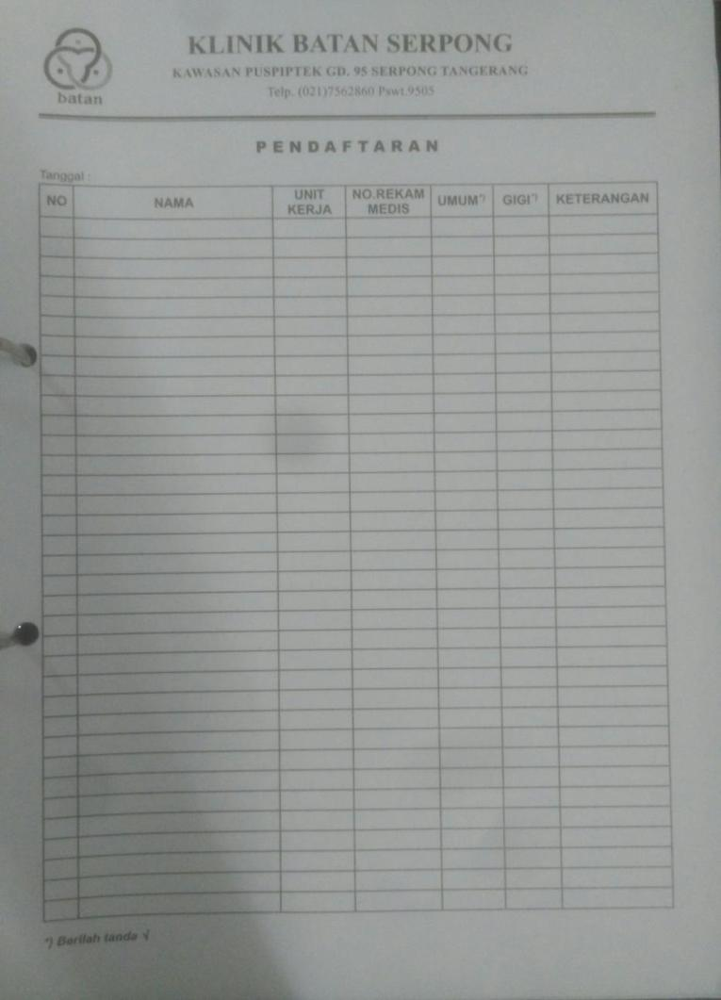 batan
KLINIK BATAN SERPONG
KAWASAN PUSPIPTEK GD. 95 SERPONG TANGERANG
Telp. (021)7562860 Pswt.9505
PENDAFTARAN
Tanggal :
NO NAMA UNIT KERJA NO.REKAM MEDIS UMUM*) GIGI*) KETERANGAN
*) Berilah tanda √